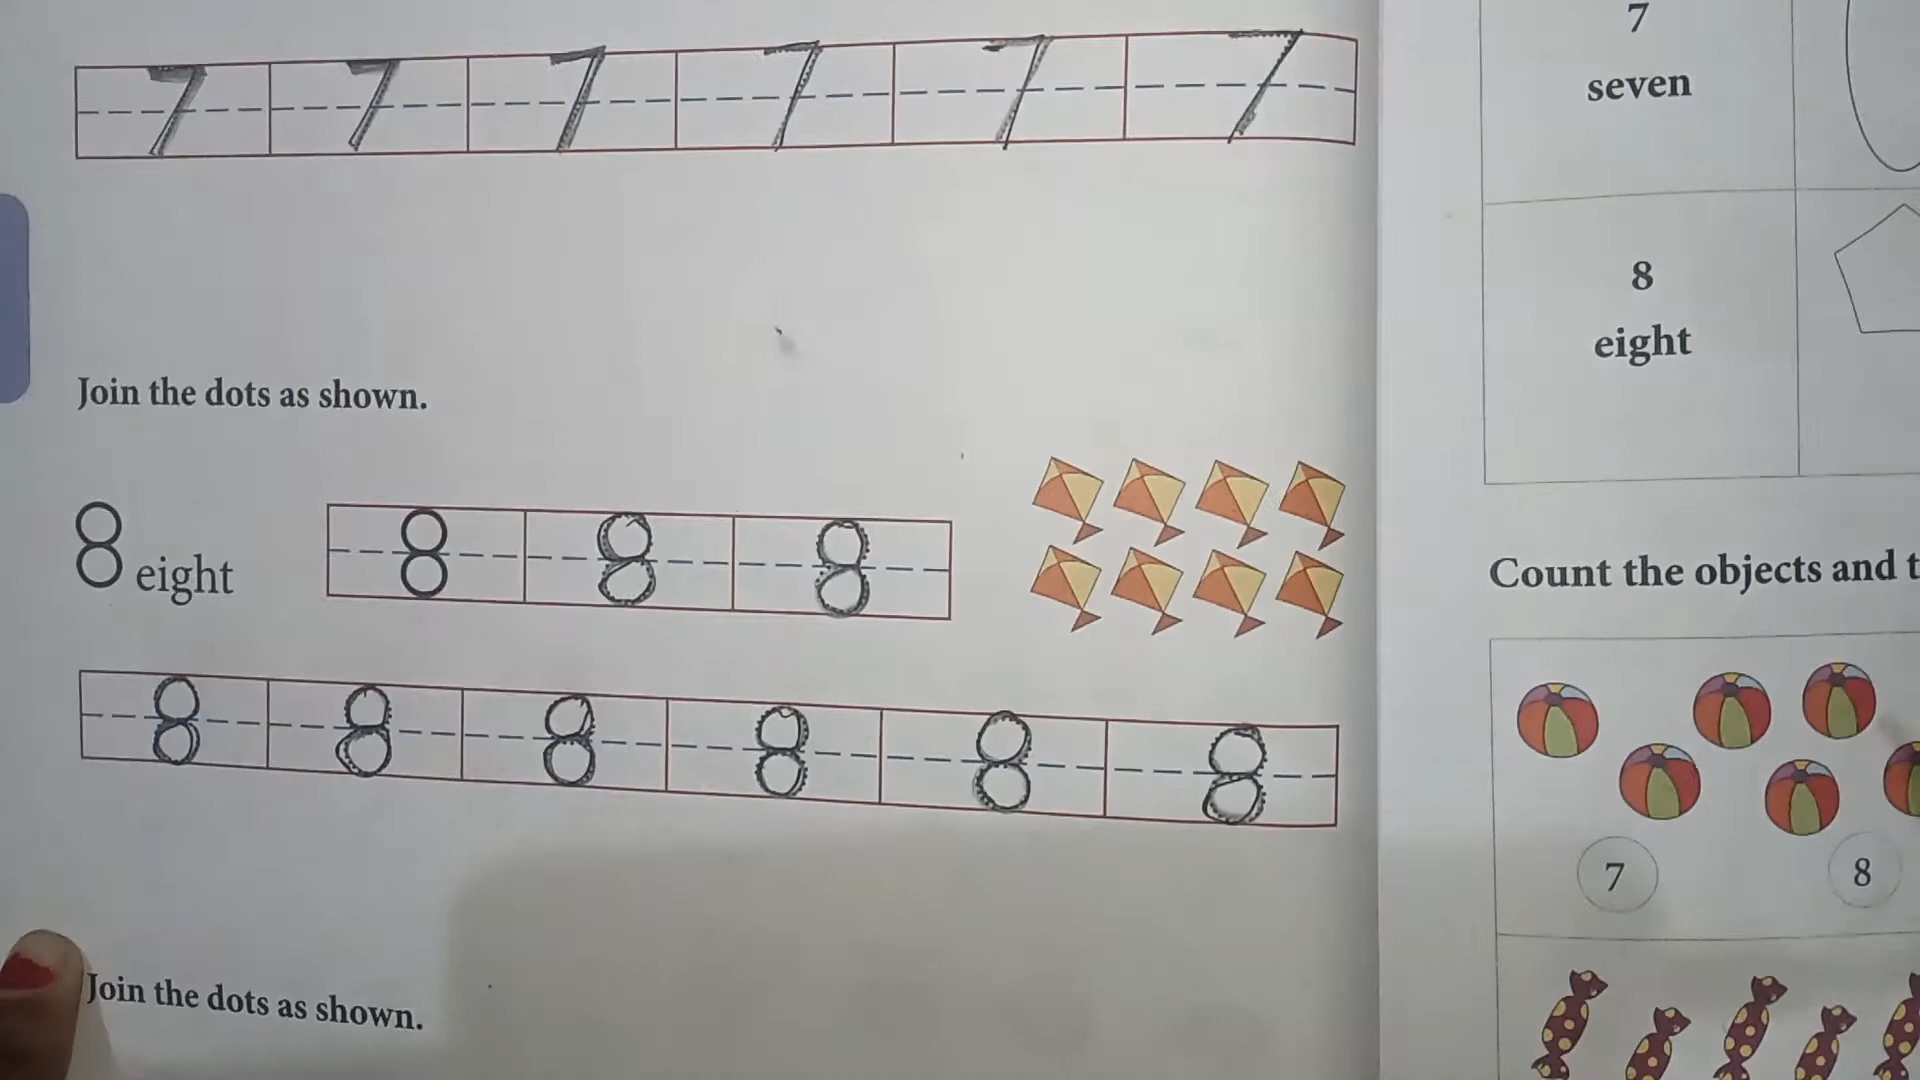 7 7 7 7 7 7
Join the dots as shown.
8 eight
8 8 8
8 8 8 8 8 8
Join the dots as shown.
7
seven
8
eight
Count the objects and
7 8